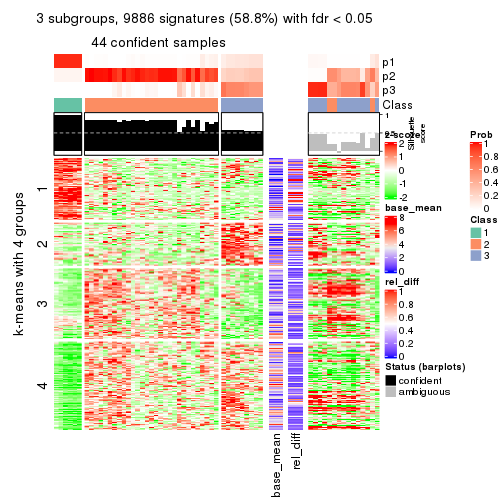 3 subgroups, 9886 signatures (58.8%) with fdr < 0.05
44 confident samples
p1
p2
p3
Class
1
0.5
0
Silhouette
score
k-means with 4 groups
1
2
3
4
base_mean
rel_diff
z-score
2
1
0
-1
-2
base_mean
8
6
4
2
0
rel_diff
1
0.8
0.6
0.4
0.2
0
Status (barplots)
confident
ambiguous
Prob
1
0.8
0.6
0.4
0.2
0
Class
1
2
3